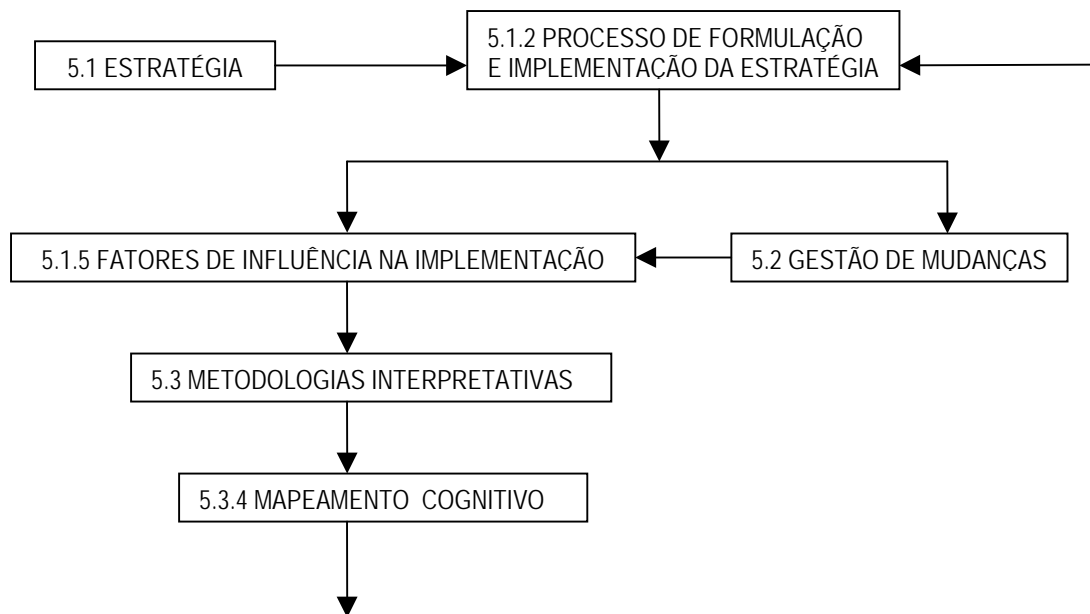 5.1 ESTRATÉGIA
5.1.2 PROCESSO DE FORMULAÇÃO
E IMPLEMENTAÇÃO DA ESTRATÉGIA
5.1.5 FATORES DE INFLUÊNCIA NA IMPLEMENTAÇÃO
5.2 GESTÃO DE MUDANÇAS
5.3 METODOLOGIAS INTERPRETATIVAS
5.3.4 MAPEAMENTO COGNITIVO